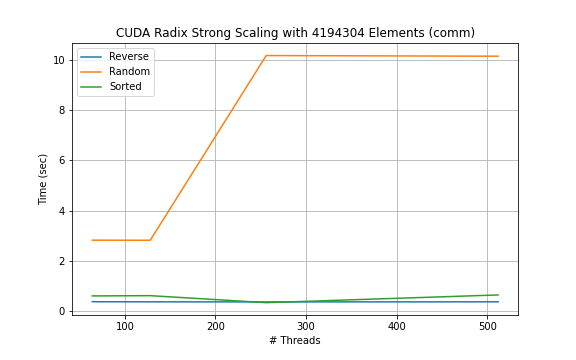 CUDA Radix Strong Scaling with 4194304 Elements (comm)
Reverse
Random
Sorted
Time (sec)
10
8
6
4
2
0
100
200
300
400
500
# Threads